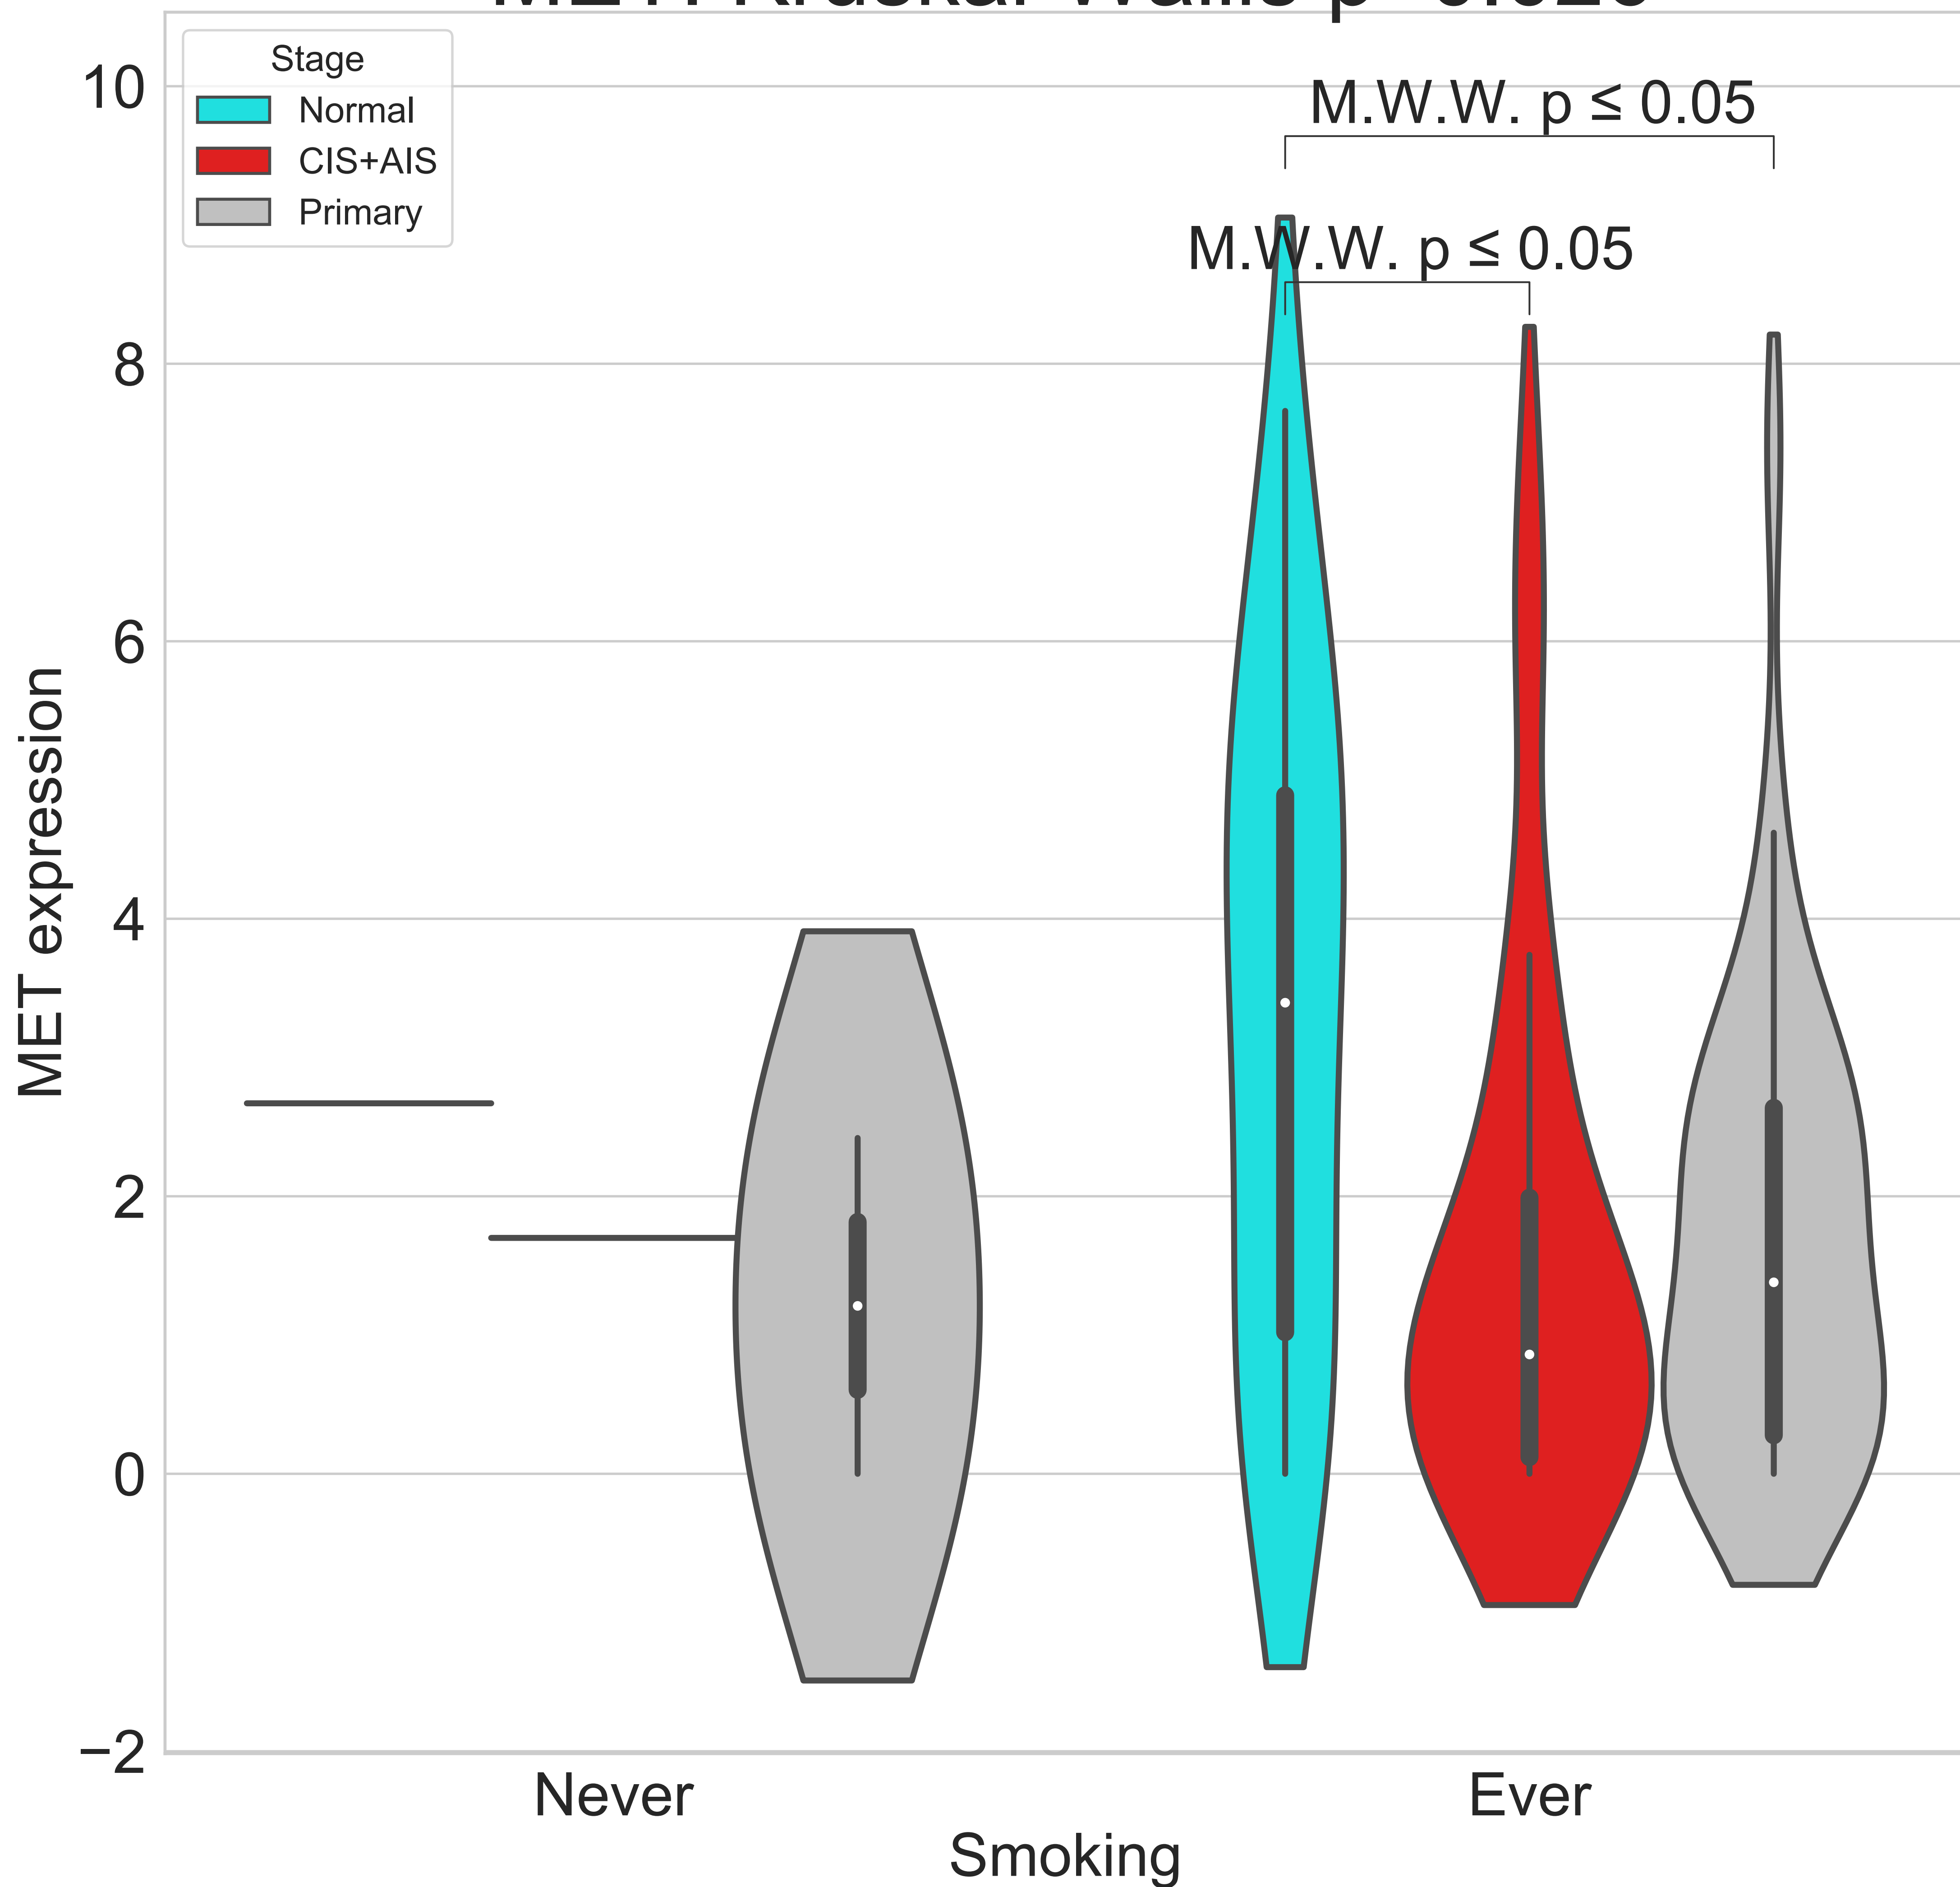 Stage
Normal
CIS+AIS
Primary
M.W.W. p ≤ 0.05
M.W.W. p ≤ 0.05
MET expression
10
8
6
4
2
0
−2
Never
Ever
Smoking